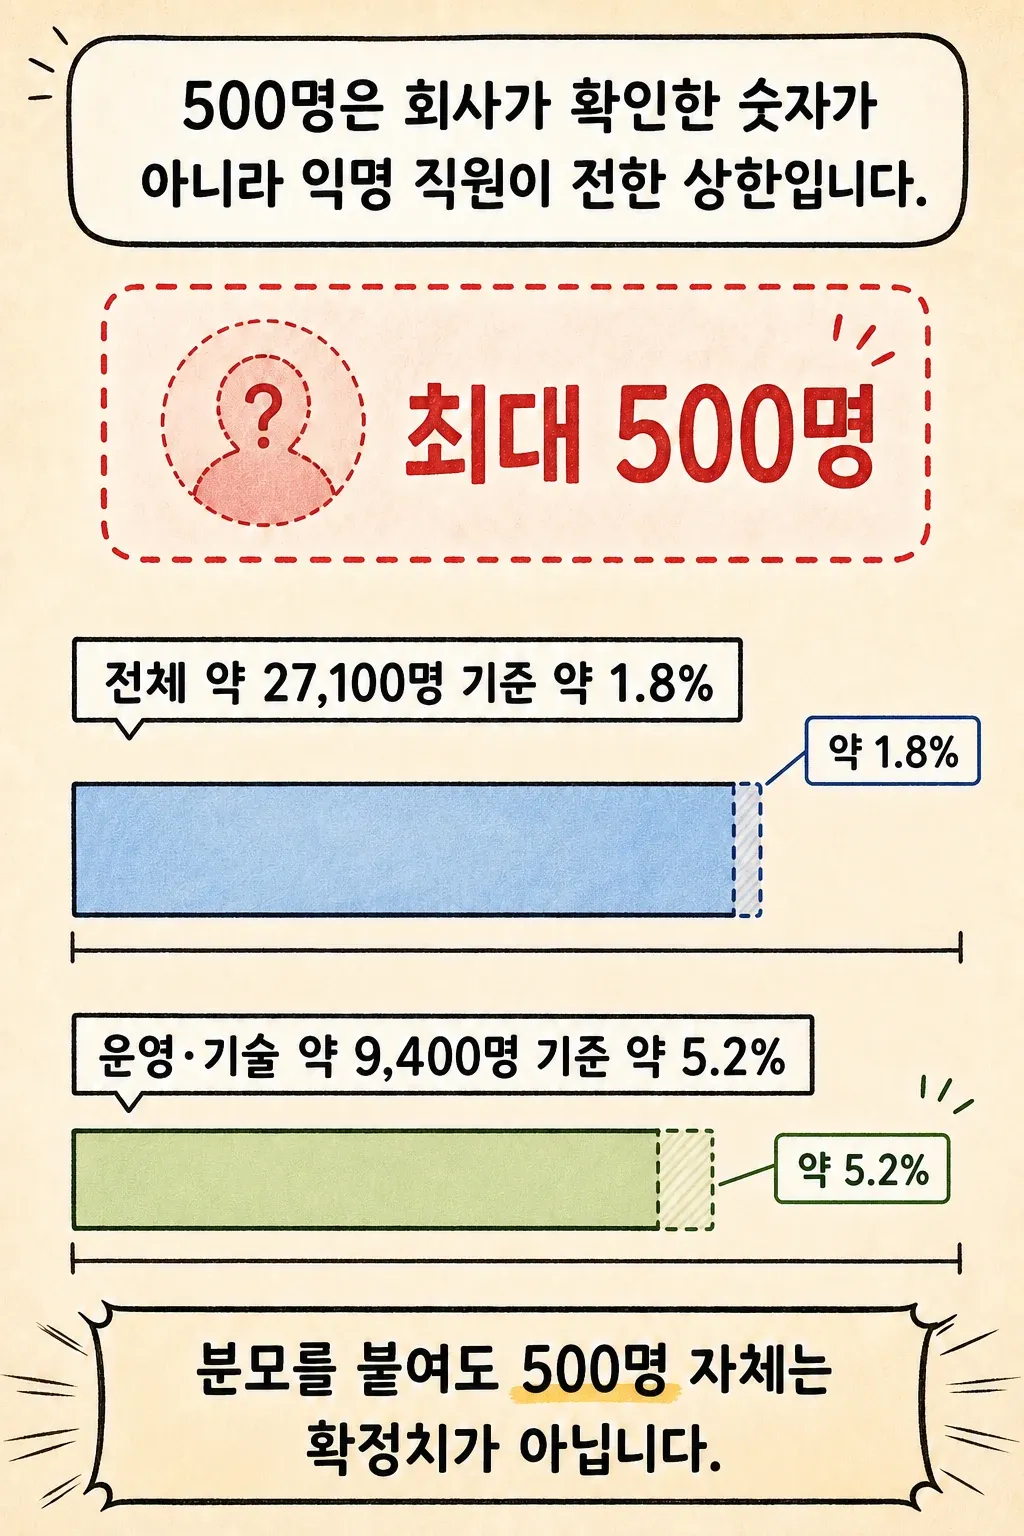 500명은 회사가 확인한 숫자가
아니라 익명 직원이 전한 상한입니다.
?
최대 500명
전체 약 27,100명 기준 약 1.8%
약 1.8%
운영·기술 약 9,400명 기준 약 5.2%
약 5.2%
분모를 붙여도 500명 자체는
확정치가 아닙니다.